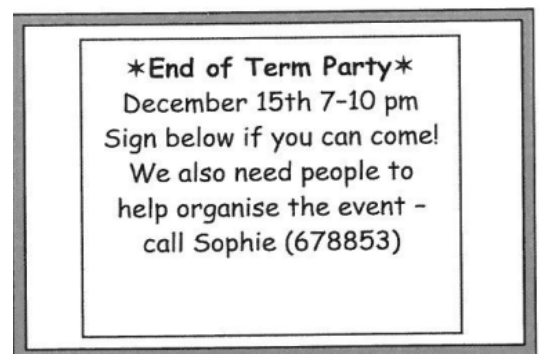 *End of Term Party*
December 15th 7-10 pm
Sign below if you can come!
We also need people to
help organise the event –
call Sophie (678853)